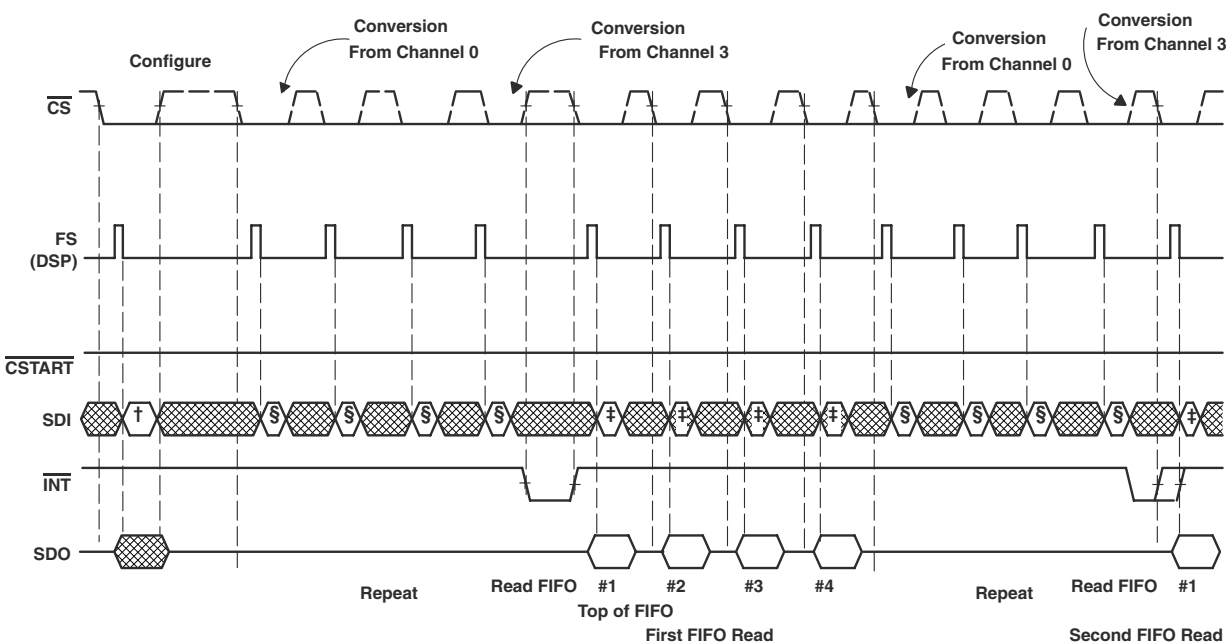 Conversion
From Channel 0
Conversion
From Channel 3
Conversion
From Channel 0
Conversion
From Channel 3
Configure
CS
FS
(DSP)
CSTART
SDI † § § § § ‡ ‡ ‡ ‡ § § § § ‡
INT
SDO
Repeat Read FIFO #1 #2 #3 #4 Repeat Read FIFO #1
Top of FIFO
First FIFO Read Second FIFO Read